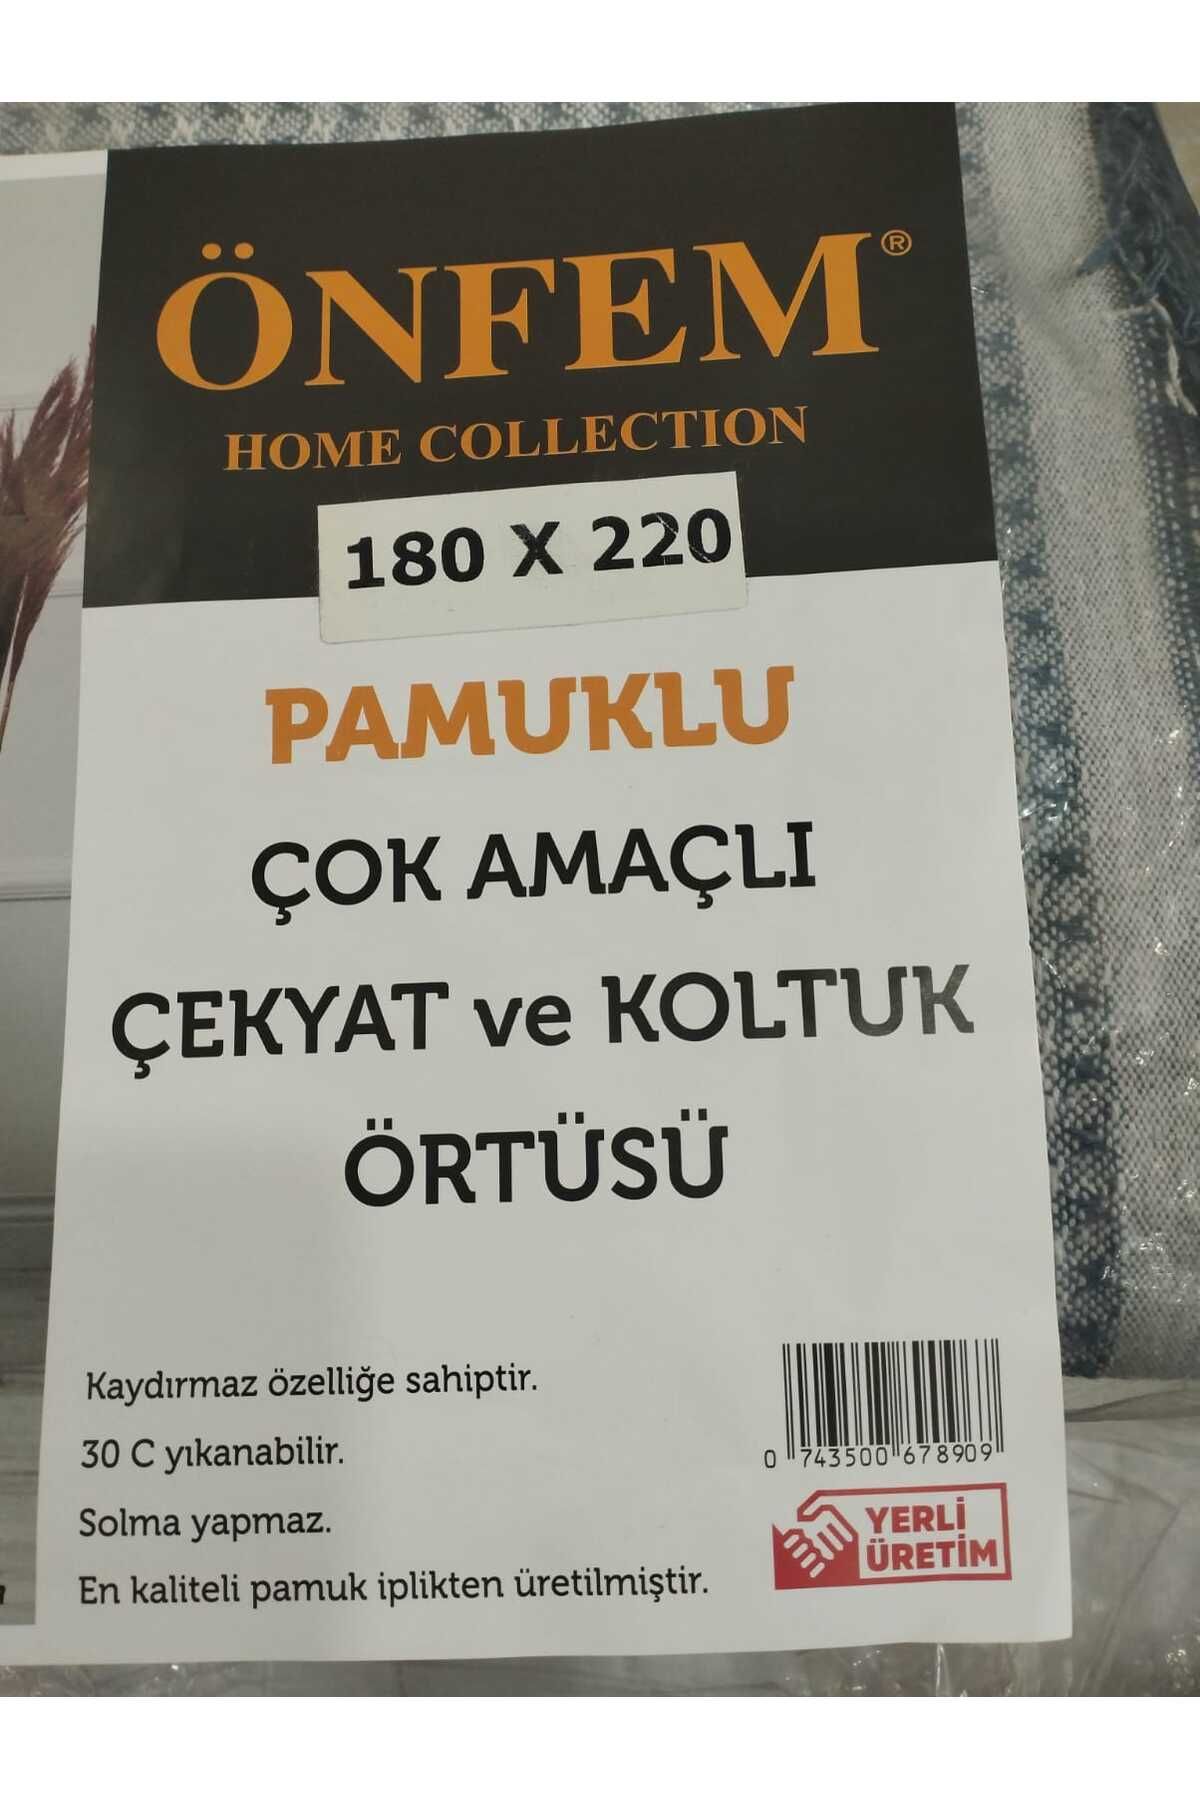 ÖNFEM®
HOME COLLECTION
180 X 220
PAMUKLU
ÇOK AMAÇLI
ÇEKYAT ve KOLTUK
ÖRTÜSÜ
Kaydırmaz özelliğe sahiptir.
30 C yıkanabilir.
Solma yapmaz.
En kaliteli pamuk iplikten üretilmiştir.
0 743500 678909
YERLİ
ÜRETİM